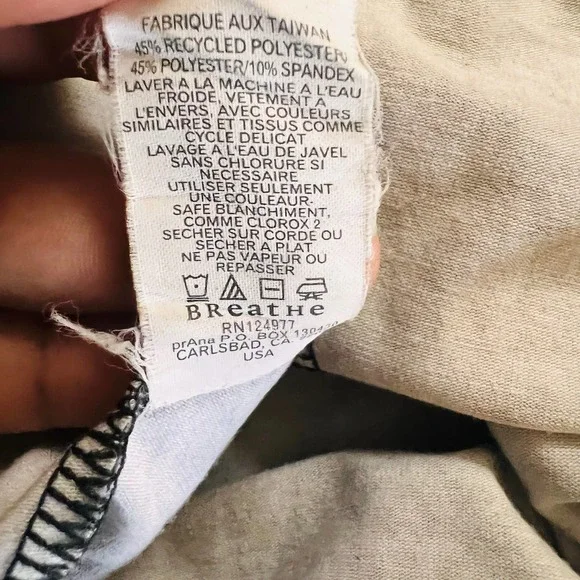 FABRIQUE AUX TAIWAN
45% RECYCLED POLYESTER/
45% POLYESTER/10% SPANDEX
LAVER A LA MACHINE A L'EAU
FROIDE, VETEMENT A
L'ENVERS, AVEC COULEURS
SIMILAIRES ET TISSUS COMME
CYCLE DELICAT
LAVAGE A L'EAU DE JAVEL
SANS CHLORURE SI
NECESSAIRE
UTILISER SEULEMENT
UNE COULEUR-
SAFE BLANCHIMENT,
COMME CLOROX 2
SECHER SUR CORDE OU
SECHER A PLAT
NE PAS VAPEUR OU
REPASSER
BReatHe
RN124977
prAna P.O. BOX
CARLSBAD, CA
USA